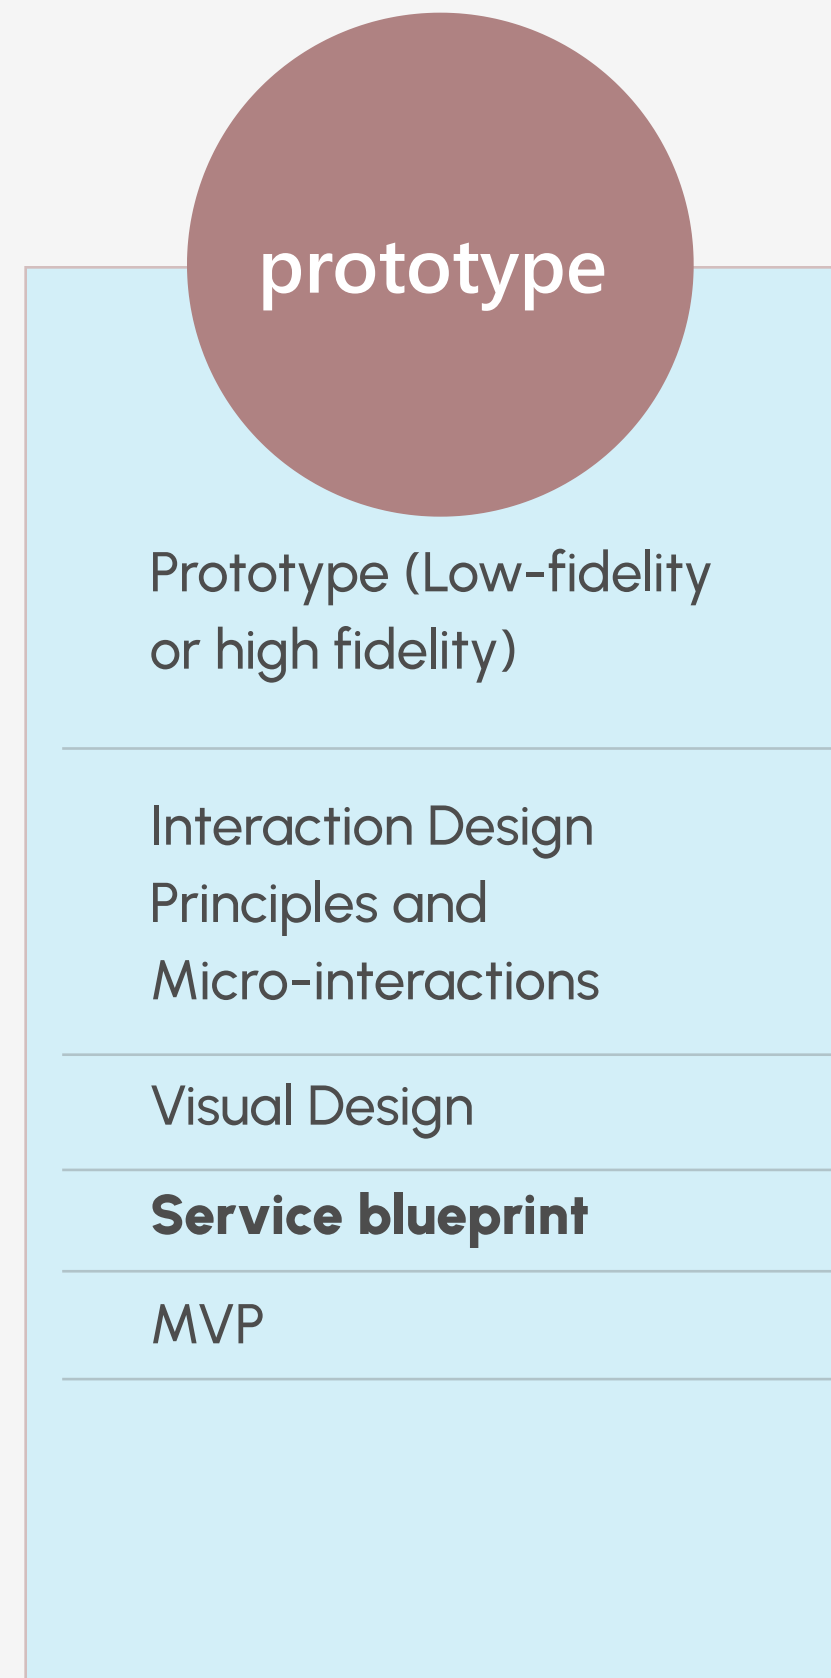 prototype
Prototype (Low-fidelity
or high fidelity)
Interaction Design
Principles and
Micro-interactions
Visual Design
Service blueprint
MVP